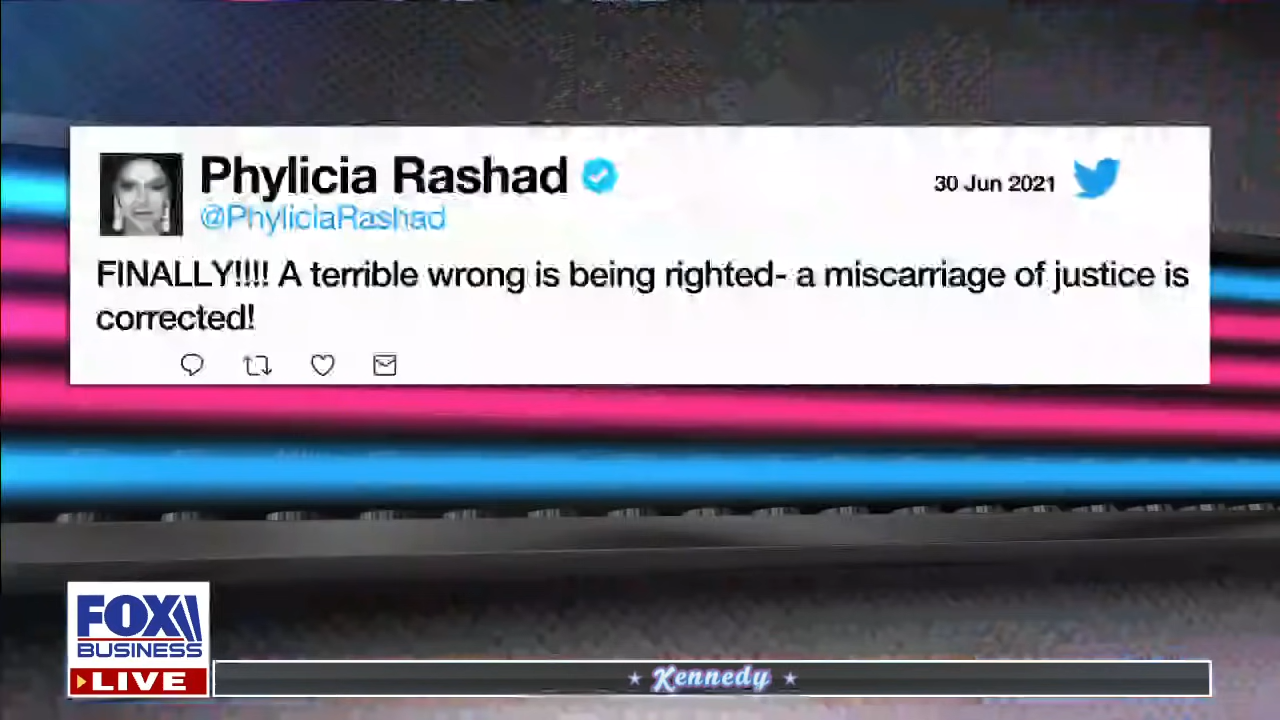 Phylicia Rashad
@PhyliciaRashad
30 Jun 2021
FINALLY!!!! A terrible wrong is being righted- a miscarriage of justice is
corrected!
FOX
BUSINESS
LIVE
Kennedy